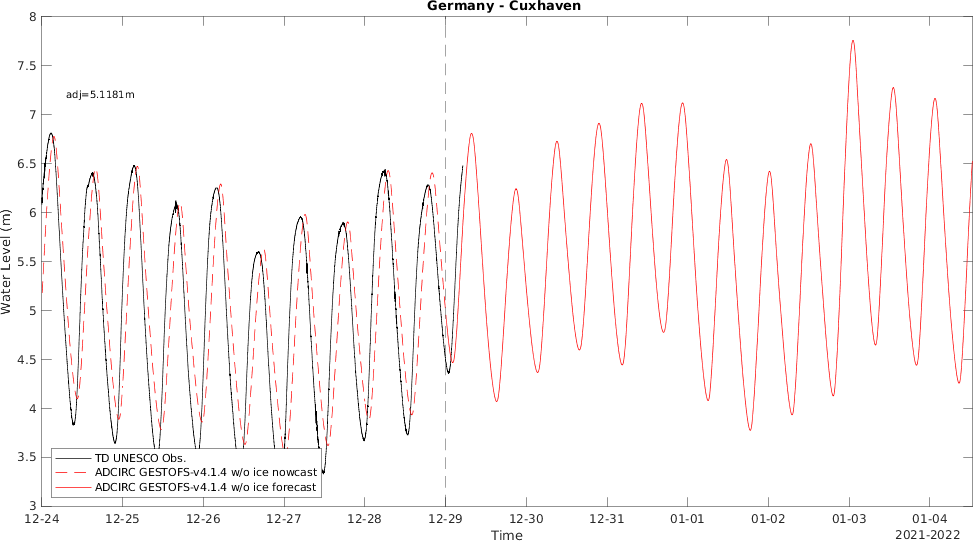 Germany - Cuxhaven
8
7.5
7
6.5
6
5.5
5
4.5
4
3.5
3
Water Level (m)
adj=5.1181m
TD UNESCO Obs.
ADCIRC GESTOFS-v4.1.4 w/o ice nowcast
ADCIRC GESTOFS-v4.1.4 w/o ice forecast
12-24 12-25 12-26 12-27 12-28 12-29 12-30 12-31 01-01 01-02 01-03 01-04
Time
2021-2022